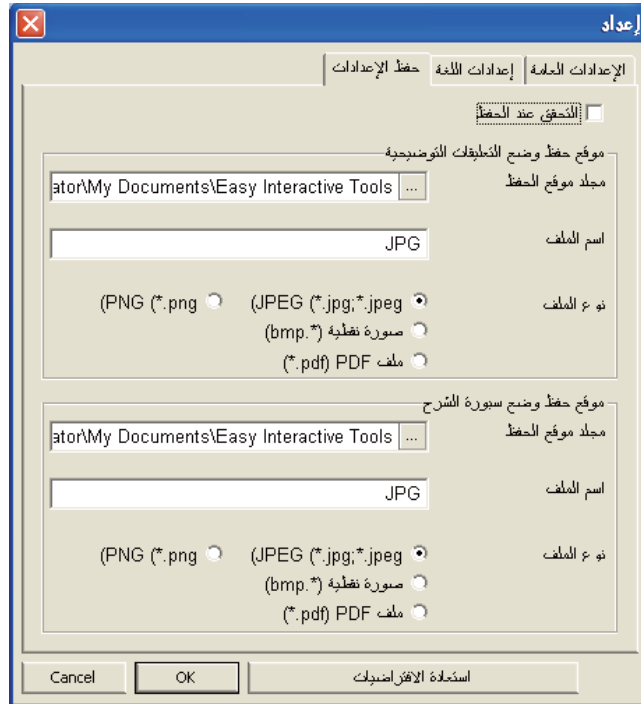 إعداد
الإعدادات العامة
إعدادات اللغة
حفظ الإعدادات
التحقق عند الحفظ
موقع حفظ وضع التعليقات التوضيحية
مجلد موقع الحفظ
... ator\My Documents\Easy Interactive Tools
اسم الملف
JPG
نوع الملف
(JPEG (*.jpg;*.jpeg
(PNG (*.png
صورة نقطية (*.bmp)
ملف PDF (*.pdf)
موقع حفظ وضع سبورة الشرح
مجلد موقع الحفظ
... ator\My Documents\Easy Interactive Tools
اسم الملف
JPG
نوع الملف
(JPEG (*.jpg;*.jpeg
(PNG (*.png
صورة نقطية (*.bmp)
ملف PDF (*.pdf)
استعادة الافتراضيات
OK
Cancel